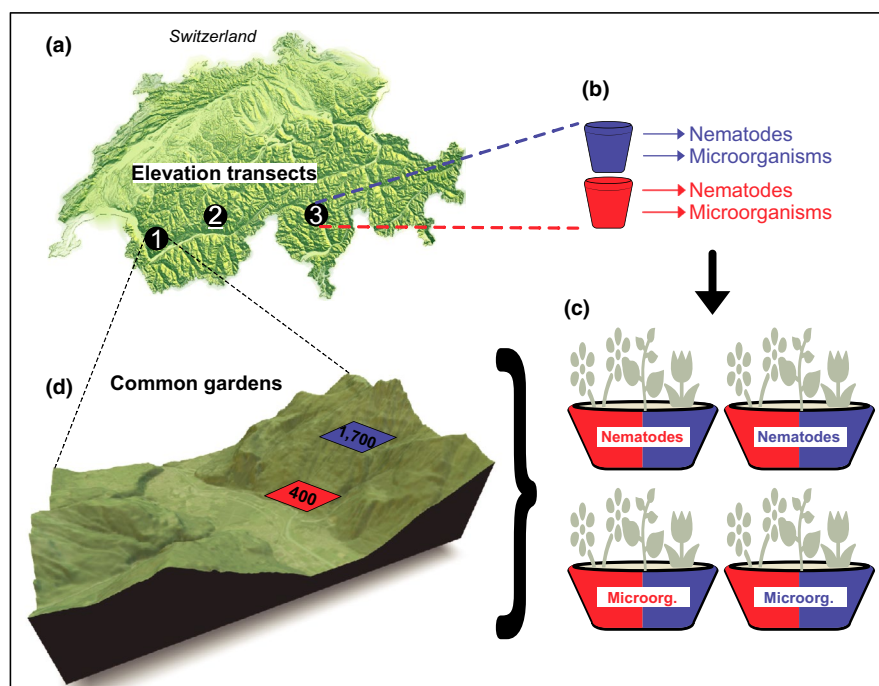 (a)
Switzerland
Elevation transects
1
2
3
(b)
Nematodes
Microorganisms
Nematodes
Microorganisms
(c)
Nematodes
Nematodes
Microorg.
Microorg.
(d)
Common gardens
1,700
400